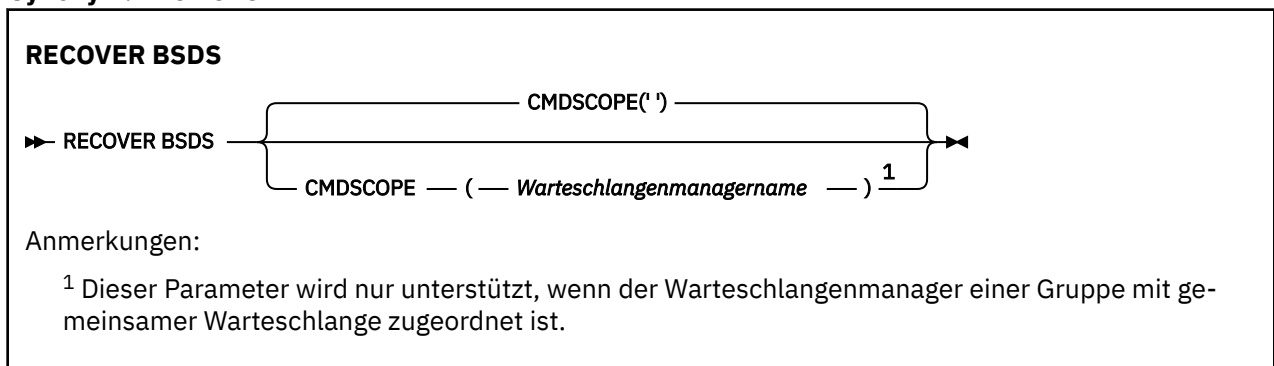 RECOVER BSDS
CMDSCOPE(' ')
RECOVER BSDS
CMDSCOPE ( Warteschlangenmanagername ) 1
Anmerkungen:
1 Dieser Parameter wird nur unterstützt, wenn der Warteschlangenmanager einer Gruppe mit ge-
meinsamer Warteschlange zugeordnet ist.